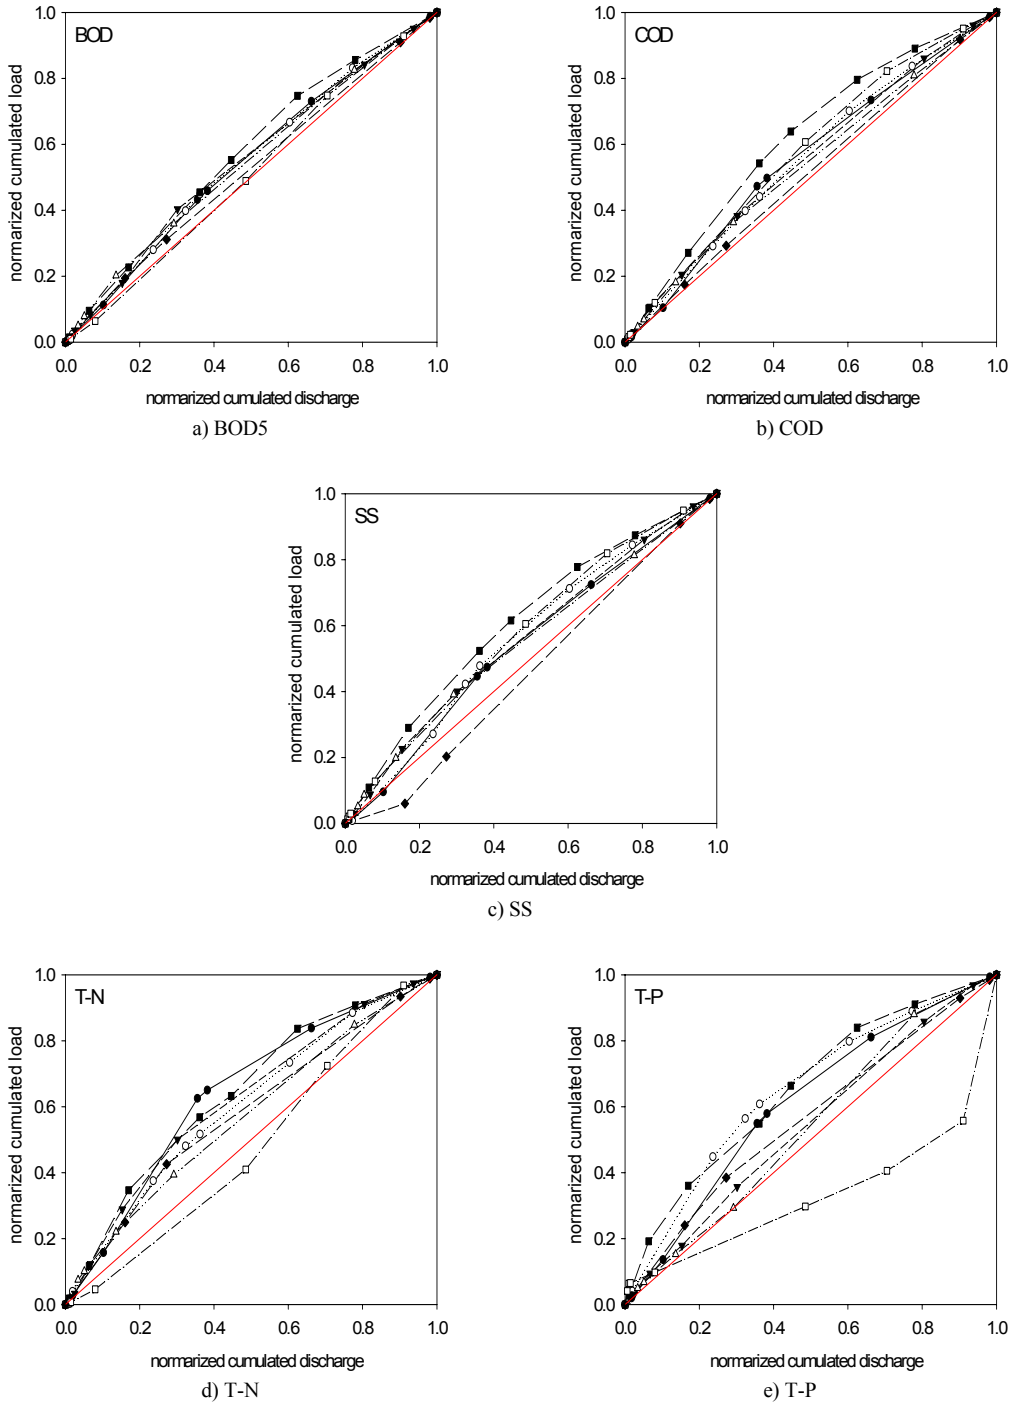 BOD
normarized cumulated load
1.0
0.8
0.6
0.4
0.2
0.0
0.0 0.2 0.4 0.6 0.8 1.0
normarized cumulated discharge
a) BOD5
COD
normarized cumulated load
1.0
0.8
0.6
0.4
0.2
0.0
0.0 0.2 0.4 0.6 0.8 1.0
normarized cumulated discharge
b) COD
SS
normarized cumulated load
1.0
0.8
0.6
0.4
0.2
0.0
0.0 0.2 0.4 0.6 0.8 1.0
normarized cumulated discharge
c) SS
T-N
normarized cumulated load
1.0
0.8
0.6
0.4
0.2
0.0
0.0 0.2 0.4 0.6 0.8 1.0
normarized cumulated discharge
d) T-N
T-P
normarized cumulated load
1.0
0.8
0.6
0.4
0.2
0.0
0.0 0.2 0.4 0.6 0.8 1.0
normarized cumulated discharge
e) T-P